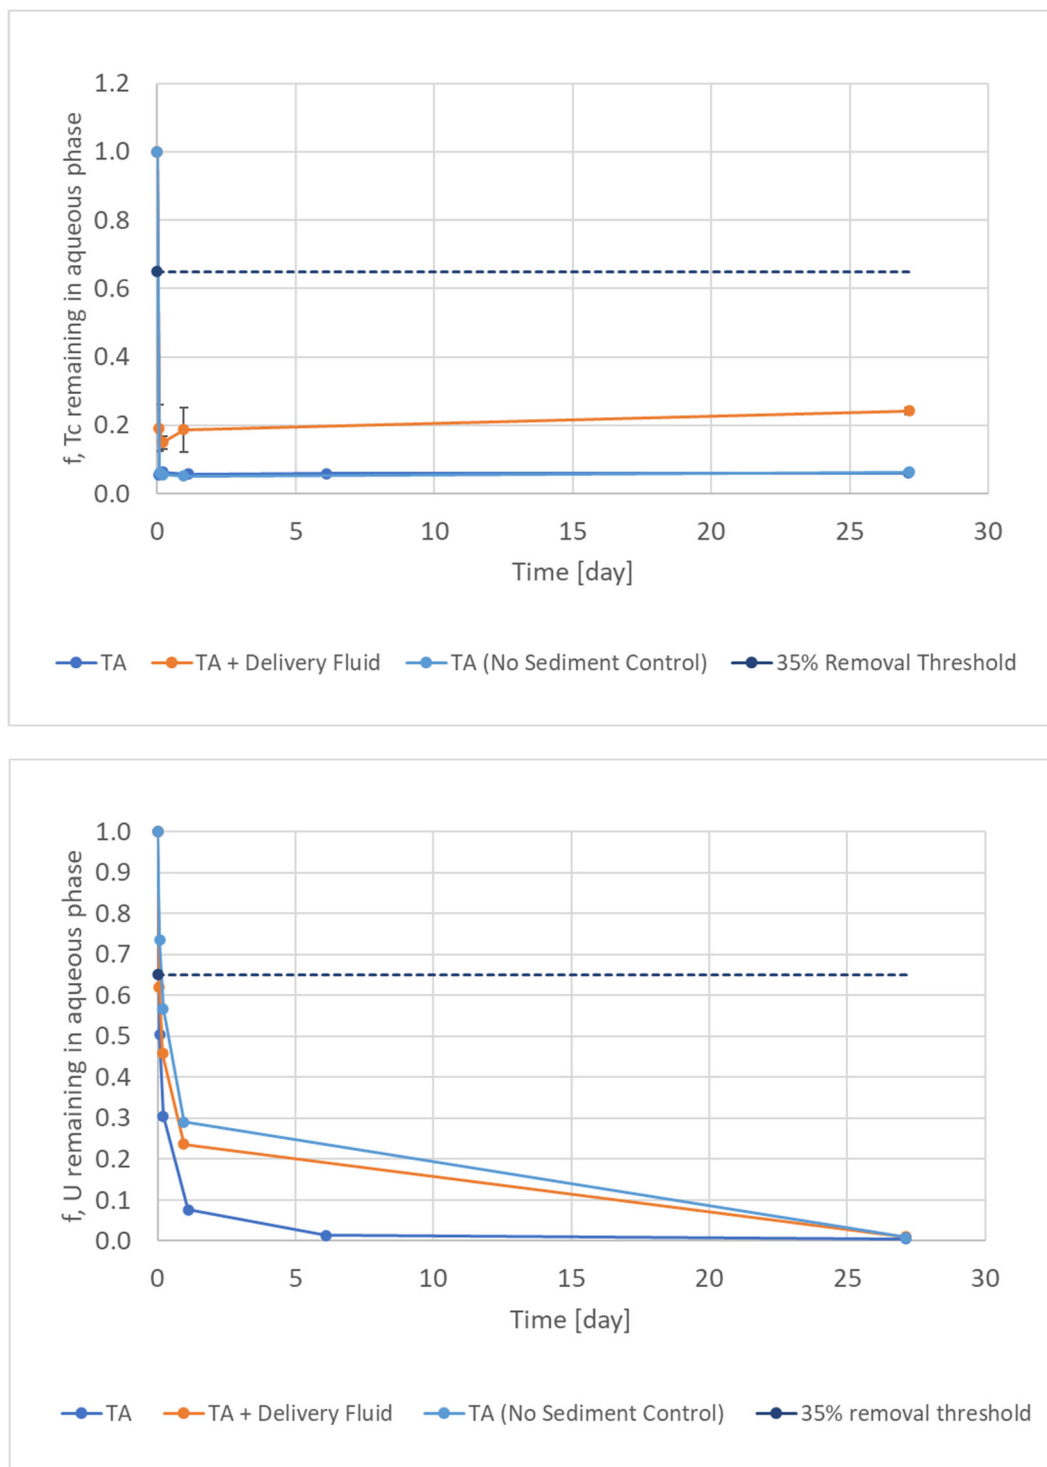 f, Tc remaining in aqueous phase
1.2
1.0
0.8
0.6
0.4
0.2
0.0
0 5 10 15 20 25 30
Time [day]
TA TA + Delivery Fluid TA (No Sediment Control) 35% Removal Threshold
f, U remaining in aqueous phase
1.0
0.9
0.8
0.7
0.6
0.5
0.4
0.3
0.2
0.1
0.0
0 5 10 15 20 25 30
Time [day]
TA TA + Delivery Fluid TA (No Sediment Control) 35% removal threshold